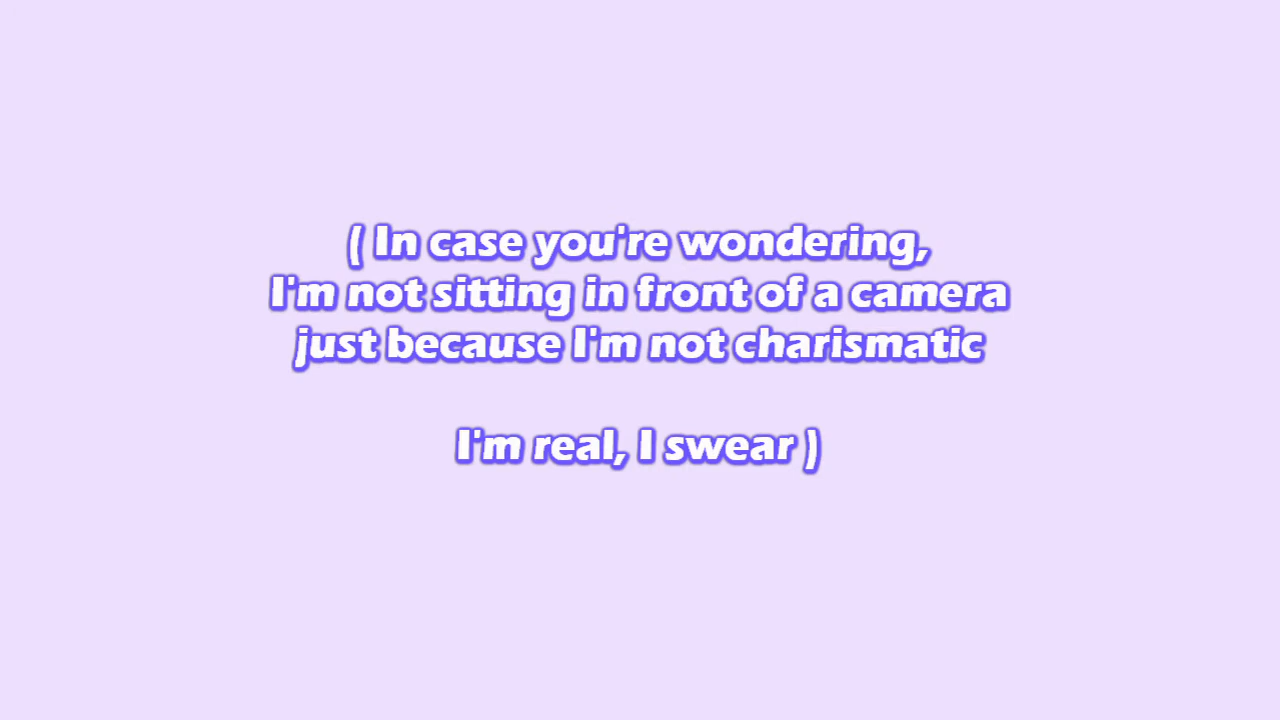 ( In case you're wondering,
I'm not sitting in front of a camera
just because I'm not charismatic
I'm real, I swear )